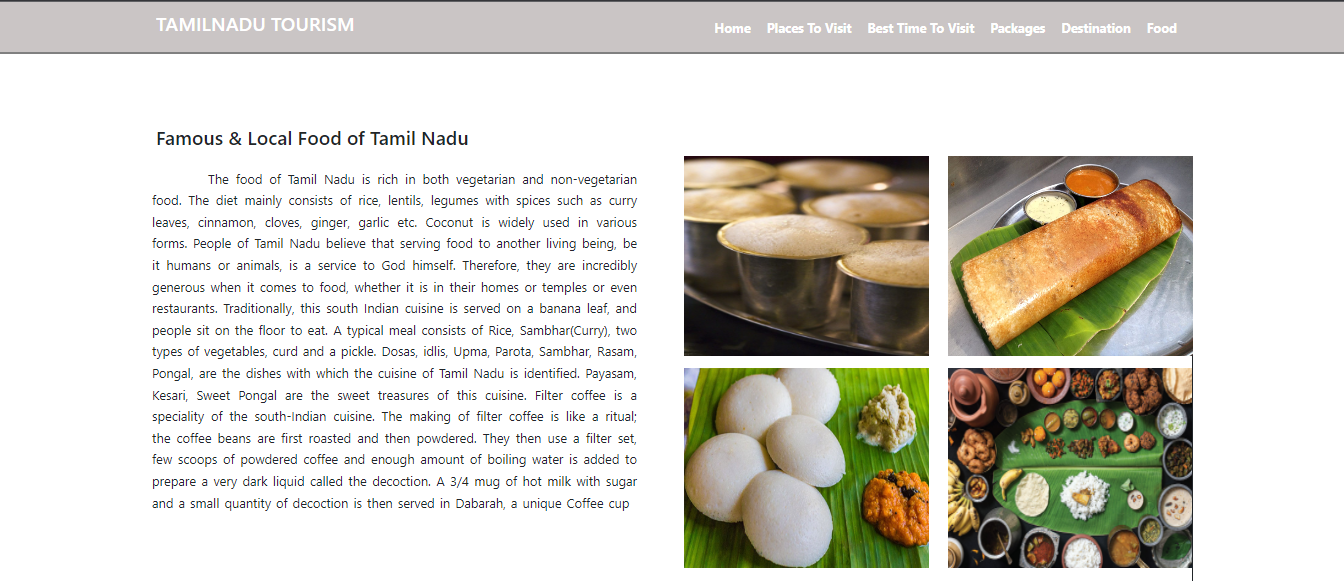 TAMILNADU TOURISM
Home Places To Visit Best Time To Visit Packages Destination Food
Famous & Local Food of Tamil Nadu
The food of Tamil Nadu is rich in both vegetarian and non-vegetarian
food. The diet mainly consists of rice, lentils, legumes with spices such as curry
leaves, cinnamon, cloves, ginger, garlic etc. Coconut is widely used in various
forms. People of Tamil Nadu believe that serving food to another living being, be
it humans or animals, is a service to God himself. Therefore, they are incredibly
generous when it comes to food, whether it is in their homes or temples or even
restaurants. Traditionally, this south Indian cuisine is served on a banana leaf, and
people sit on the floor to eat. A typical meal consists of Rice, Sambhar(Curry), two
types of vegetables, curd and a pickle. Dosas, idlis, Upma, Parota, Sambhar, Rasam,
Pongal, are the dishes with which the cuisine of Tamil Nadu is identified. Payasam,
Kesari, Sweet Pongal are the sweet treasures of this cuisine. Filter coffee is a
speciality of the south-Indian cuisine. The making of filter coffee is like a ritual;
the coffee beans are first roasted and then powdered. They then use a filter set,
few scoops of powdered coffee and enough amount of boiling water is added to
prepare a very dark liquid called the decoction. A 3/4 mug of hot milk with sugar
and a small quantity of decoction is then served in Dabarah, a unique Coffee cup